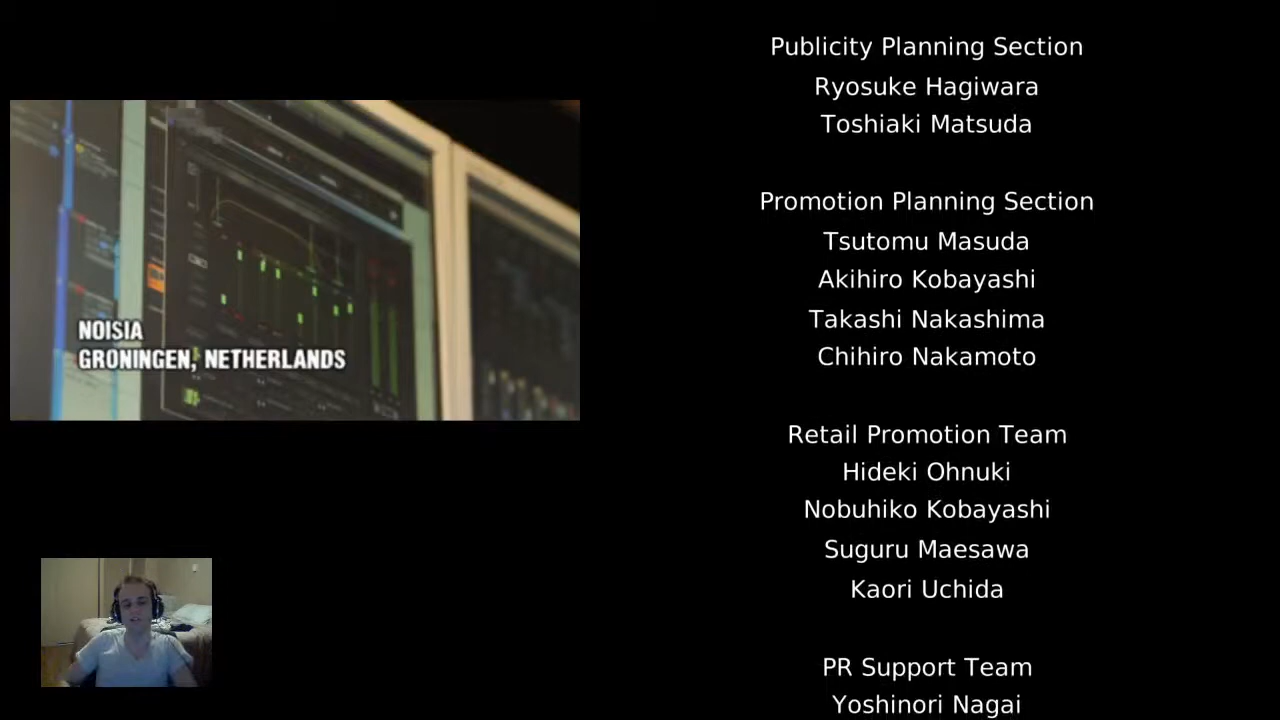 NOISIA
GRONINGEN, NETHERLANDS
Publicity Planning Section
Ryosuke Hagiwara
Toshiaki Matsuda
Promotion Planning Section
Tsutomu Masuda
Akihiro Kobayashi
Takashi Nakashima
Chihiro Nakamoto
Retail Promotion Team
Hideki Ohnuki
Nobuhiko Kobayashi
Suguru Maesawa
Kaori Uchida
PR Support Team
Yoshinori Nagai